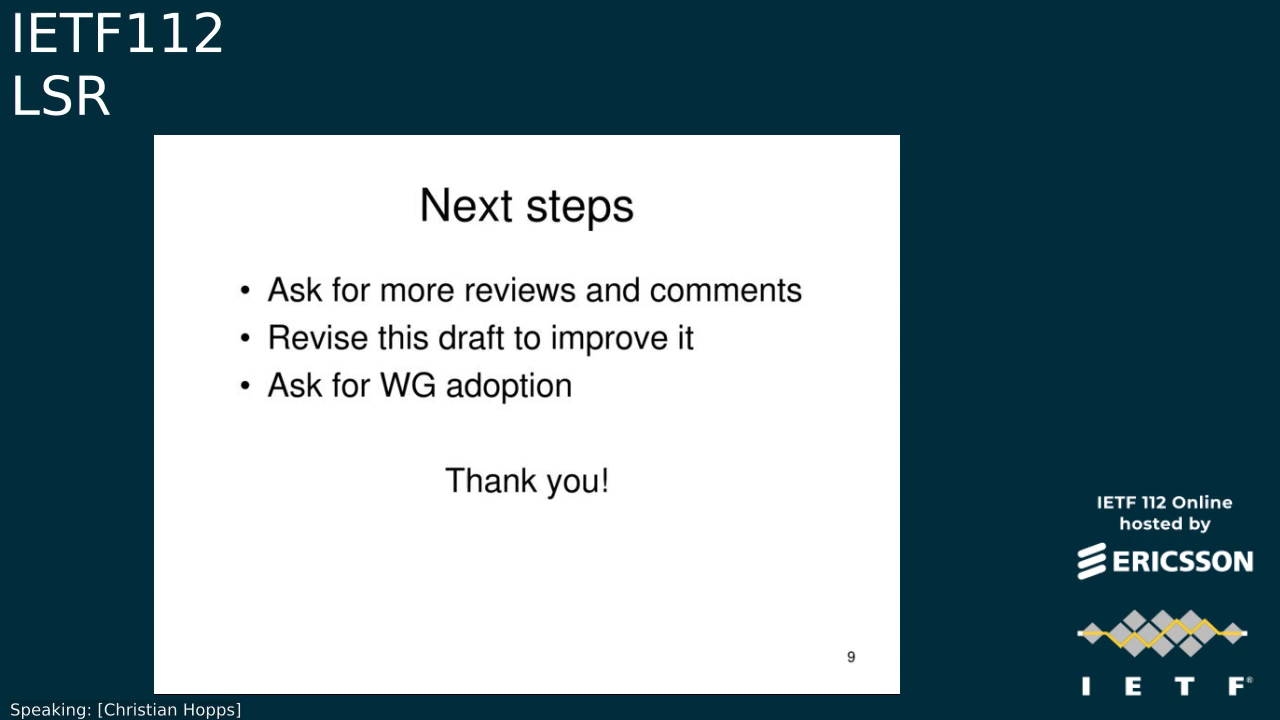 IETF112
LSR
Next steps
• Ask for more reviews and comments
• Revise this draft to improve it
• Ask for WG adoption
Thank you!
9
IETF 112 Online
hosted by
ERICSSON
I E T F®
Speaking: [Christian Hopps]